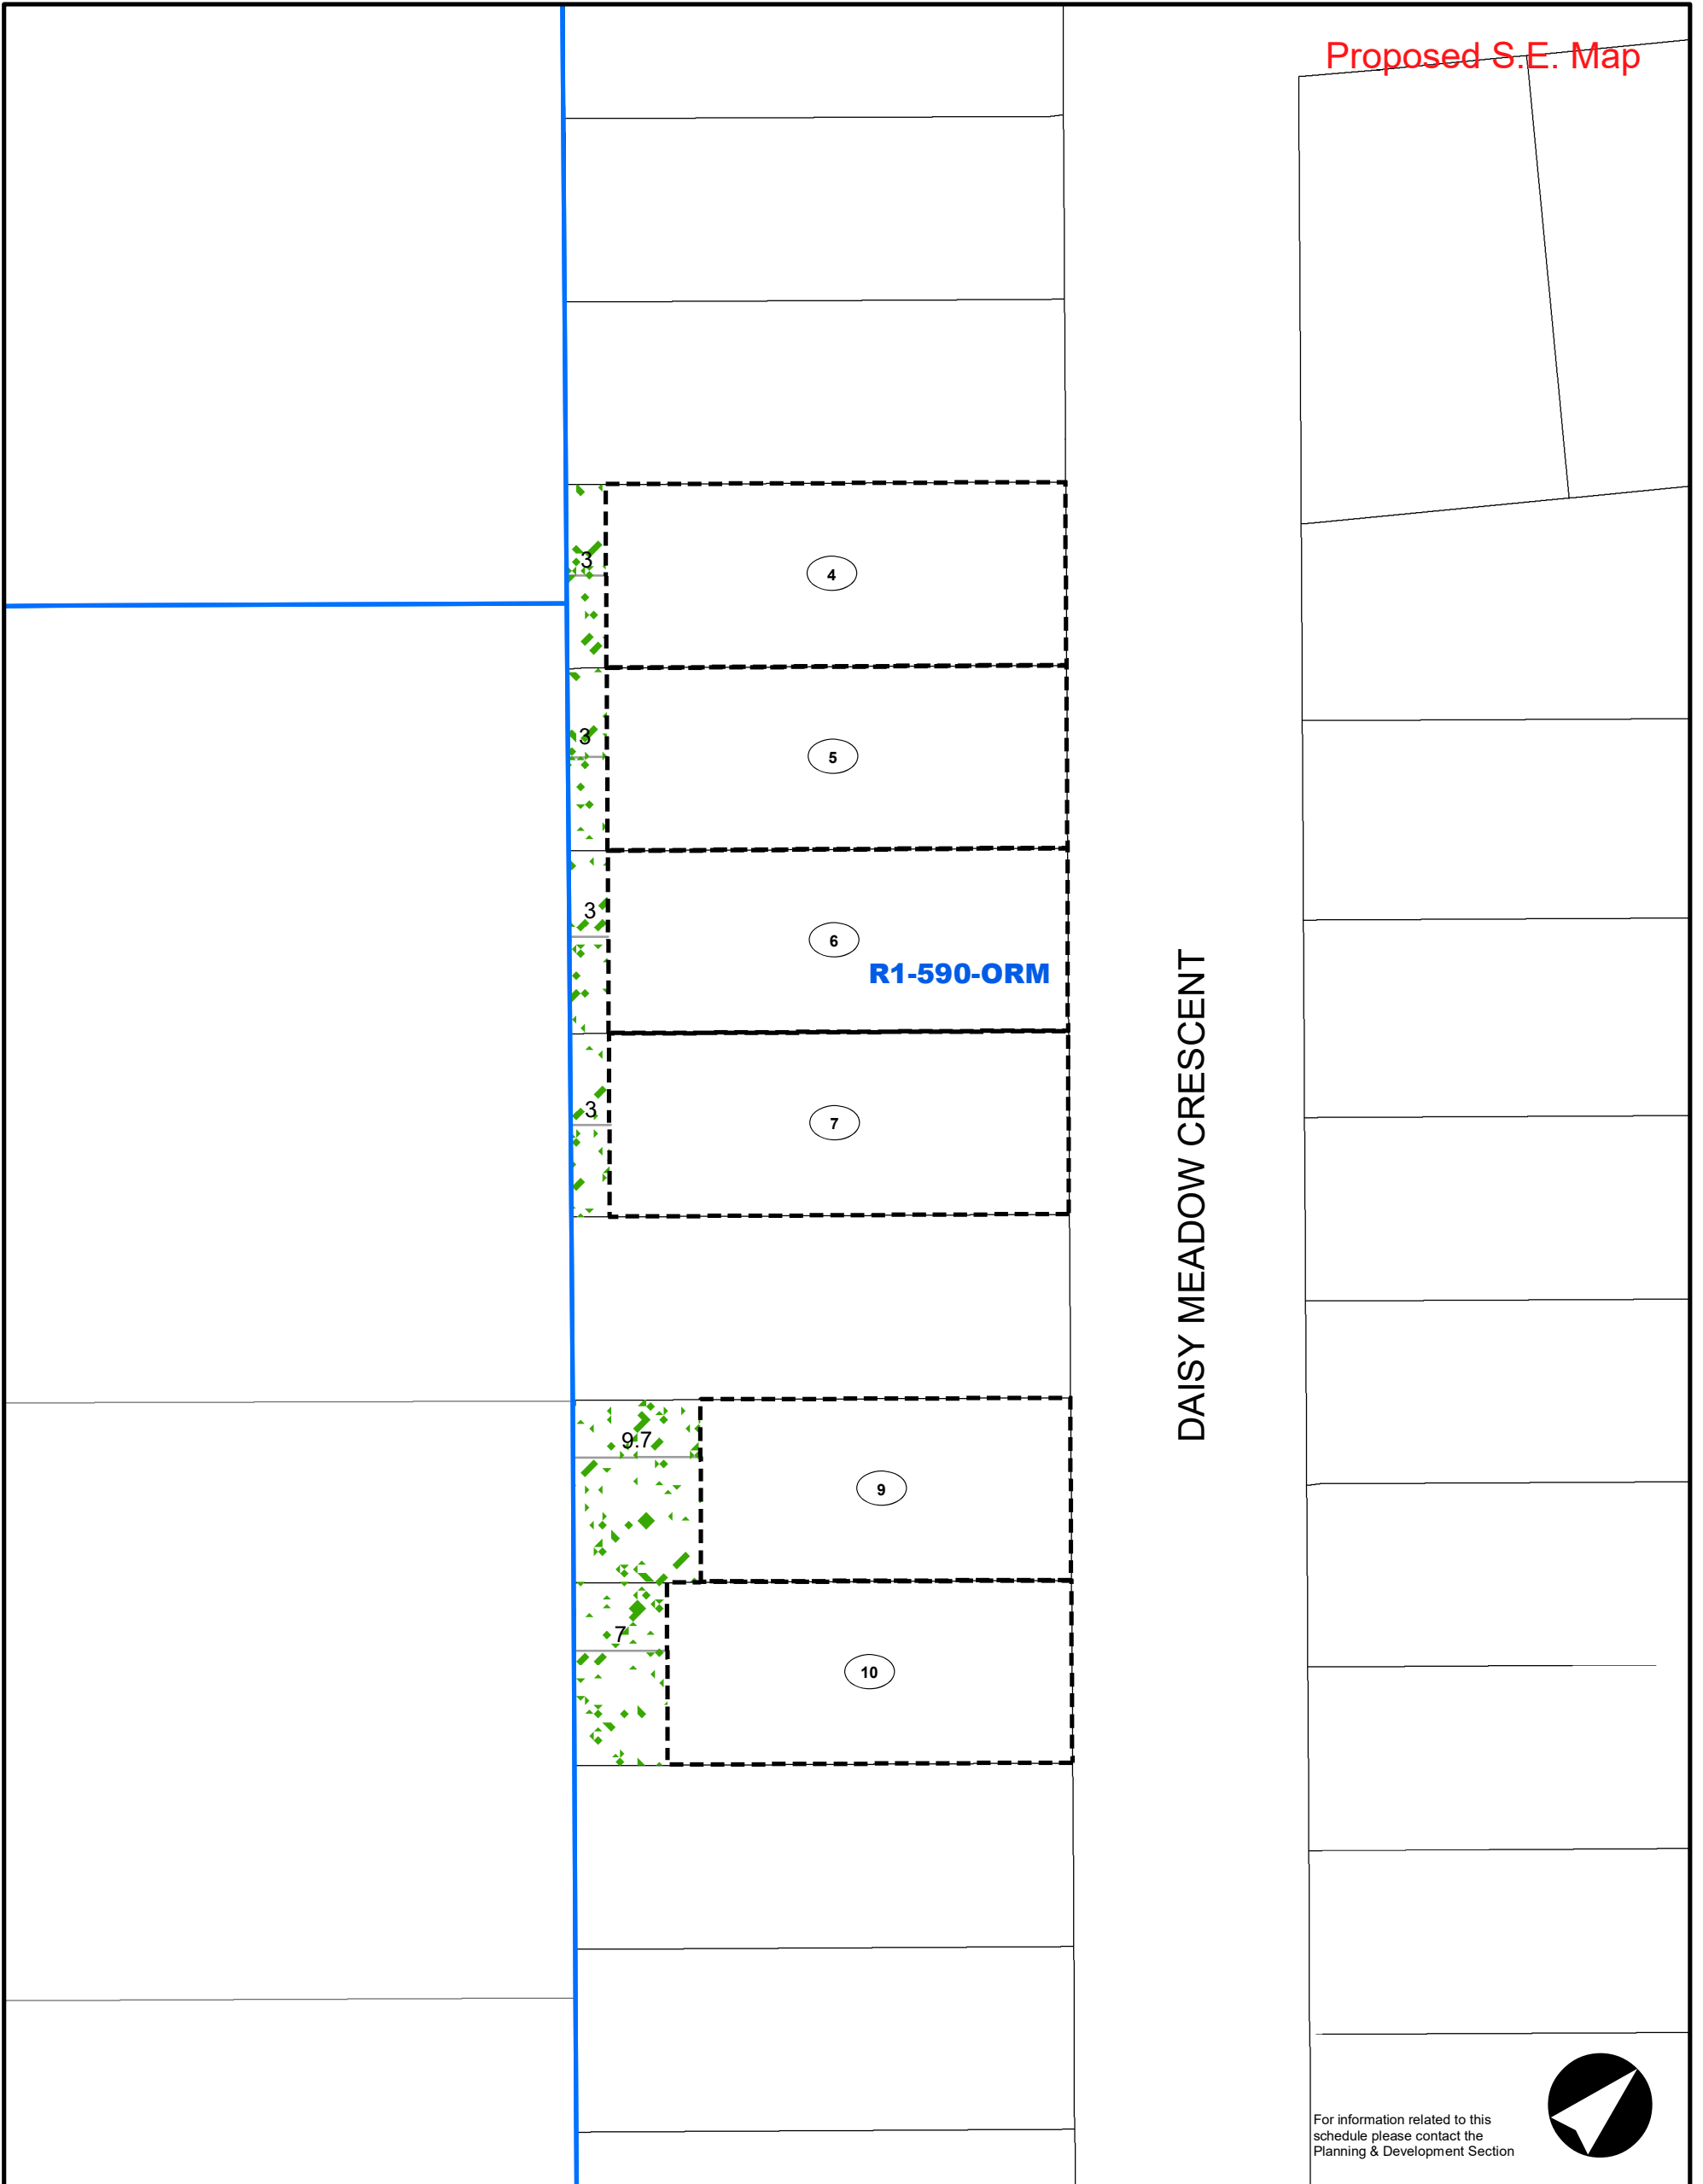 Proposed S.E. Map
3
4
3
5
3
6
R1-590-ORM
3
7
DAISY MEADOW CRESCENT
9.7
9
7
10
For information related to this
schedule please contact the
Planning & Development Section